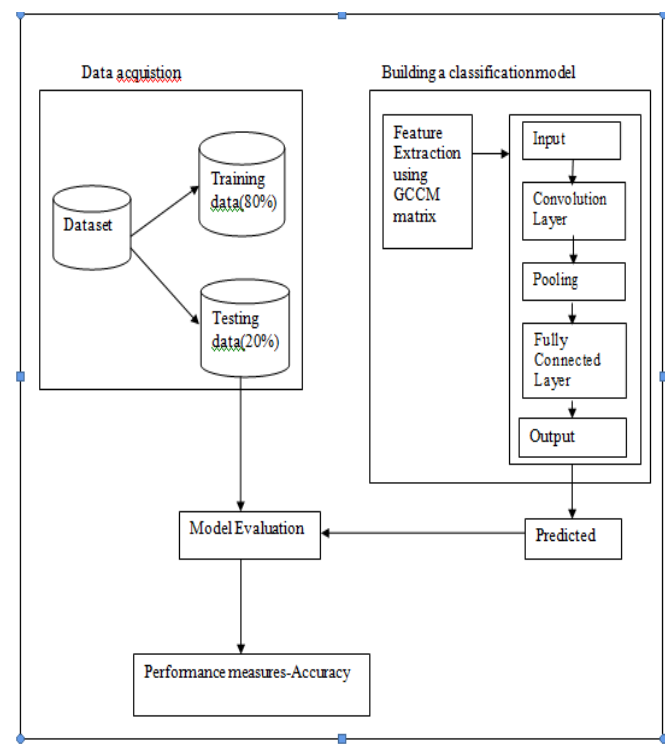 Data acquistion
Building a classification model
Dataset
Training
data(80%)
Testing
data(20%)
Feature
Extraction
using
GCCM
matrix
Input
Convolution
Layer
Pooling
Fully
Connected
Layer
Output
Model Evaluation
Predicted
Performance measures-Accuracy